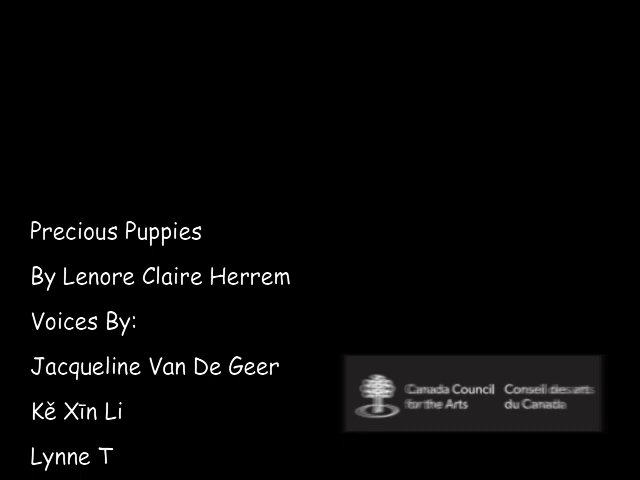 Precious Puppies
By Lenore Claire Herrem
Voices By:
Jacqueline Van De Geer
Kě Xīn Li
Lynne T
Canada Council Conseil des arts
for the Arts du Canada